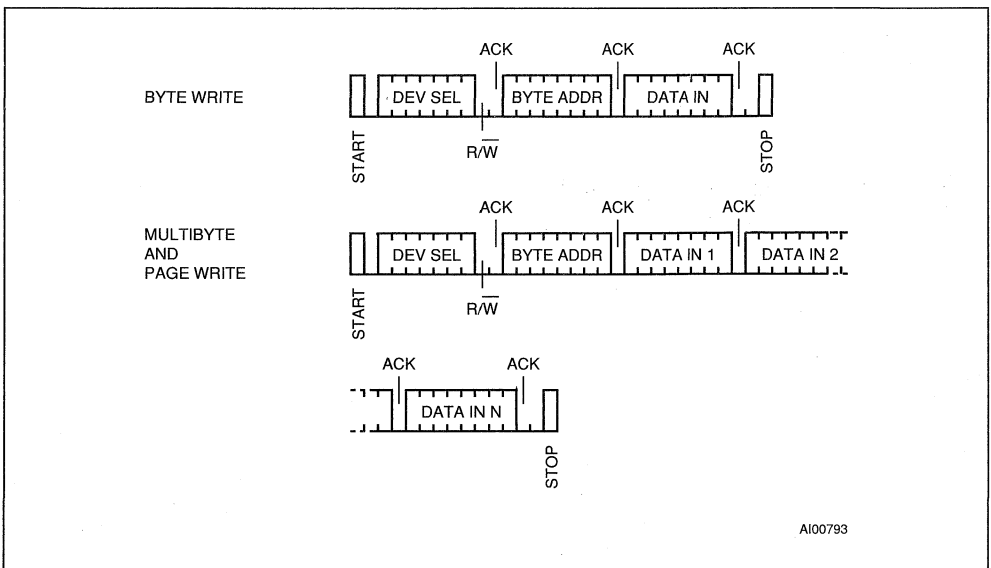 ACK ACK ACK
BYTE WRITE DEV SEL BYTE ADDR DATA IN
START R/W̅ STOP
ACK ACK ACK
MULTIBYTE
AND
PAGE WRITE
DEV SEL BYTE ADDR DATA IN 1 DATA IN 2
START R/W̅
ACK ACK
DATA IN N
STOP
AI00793